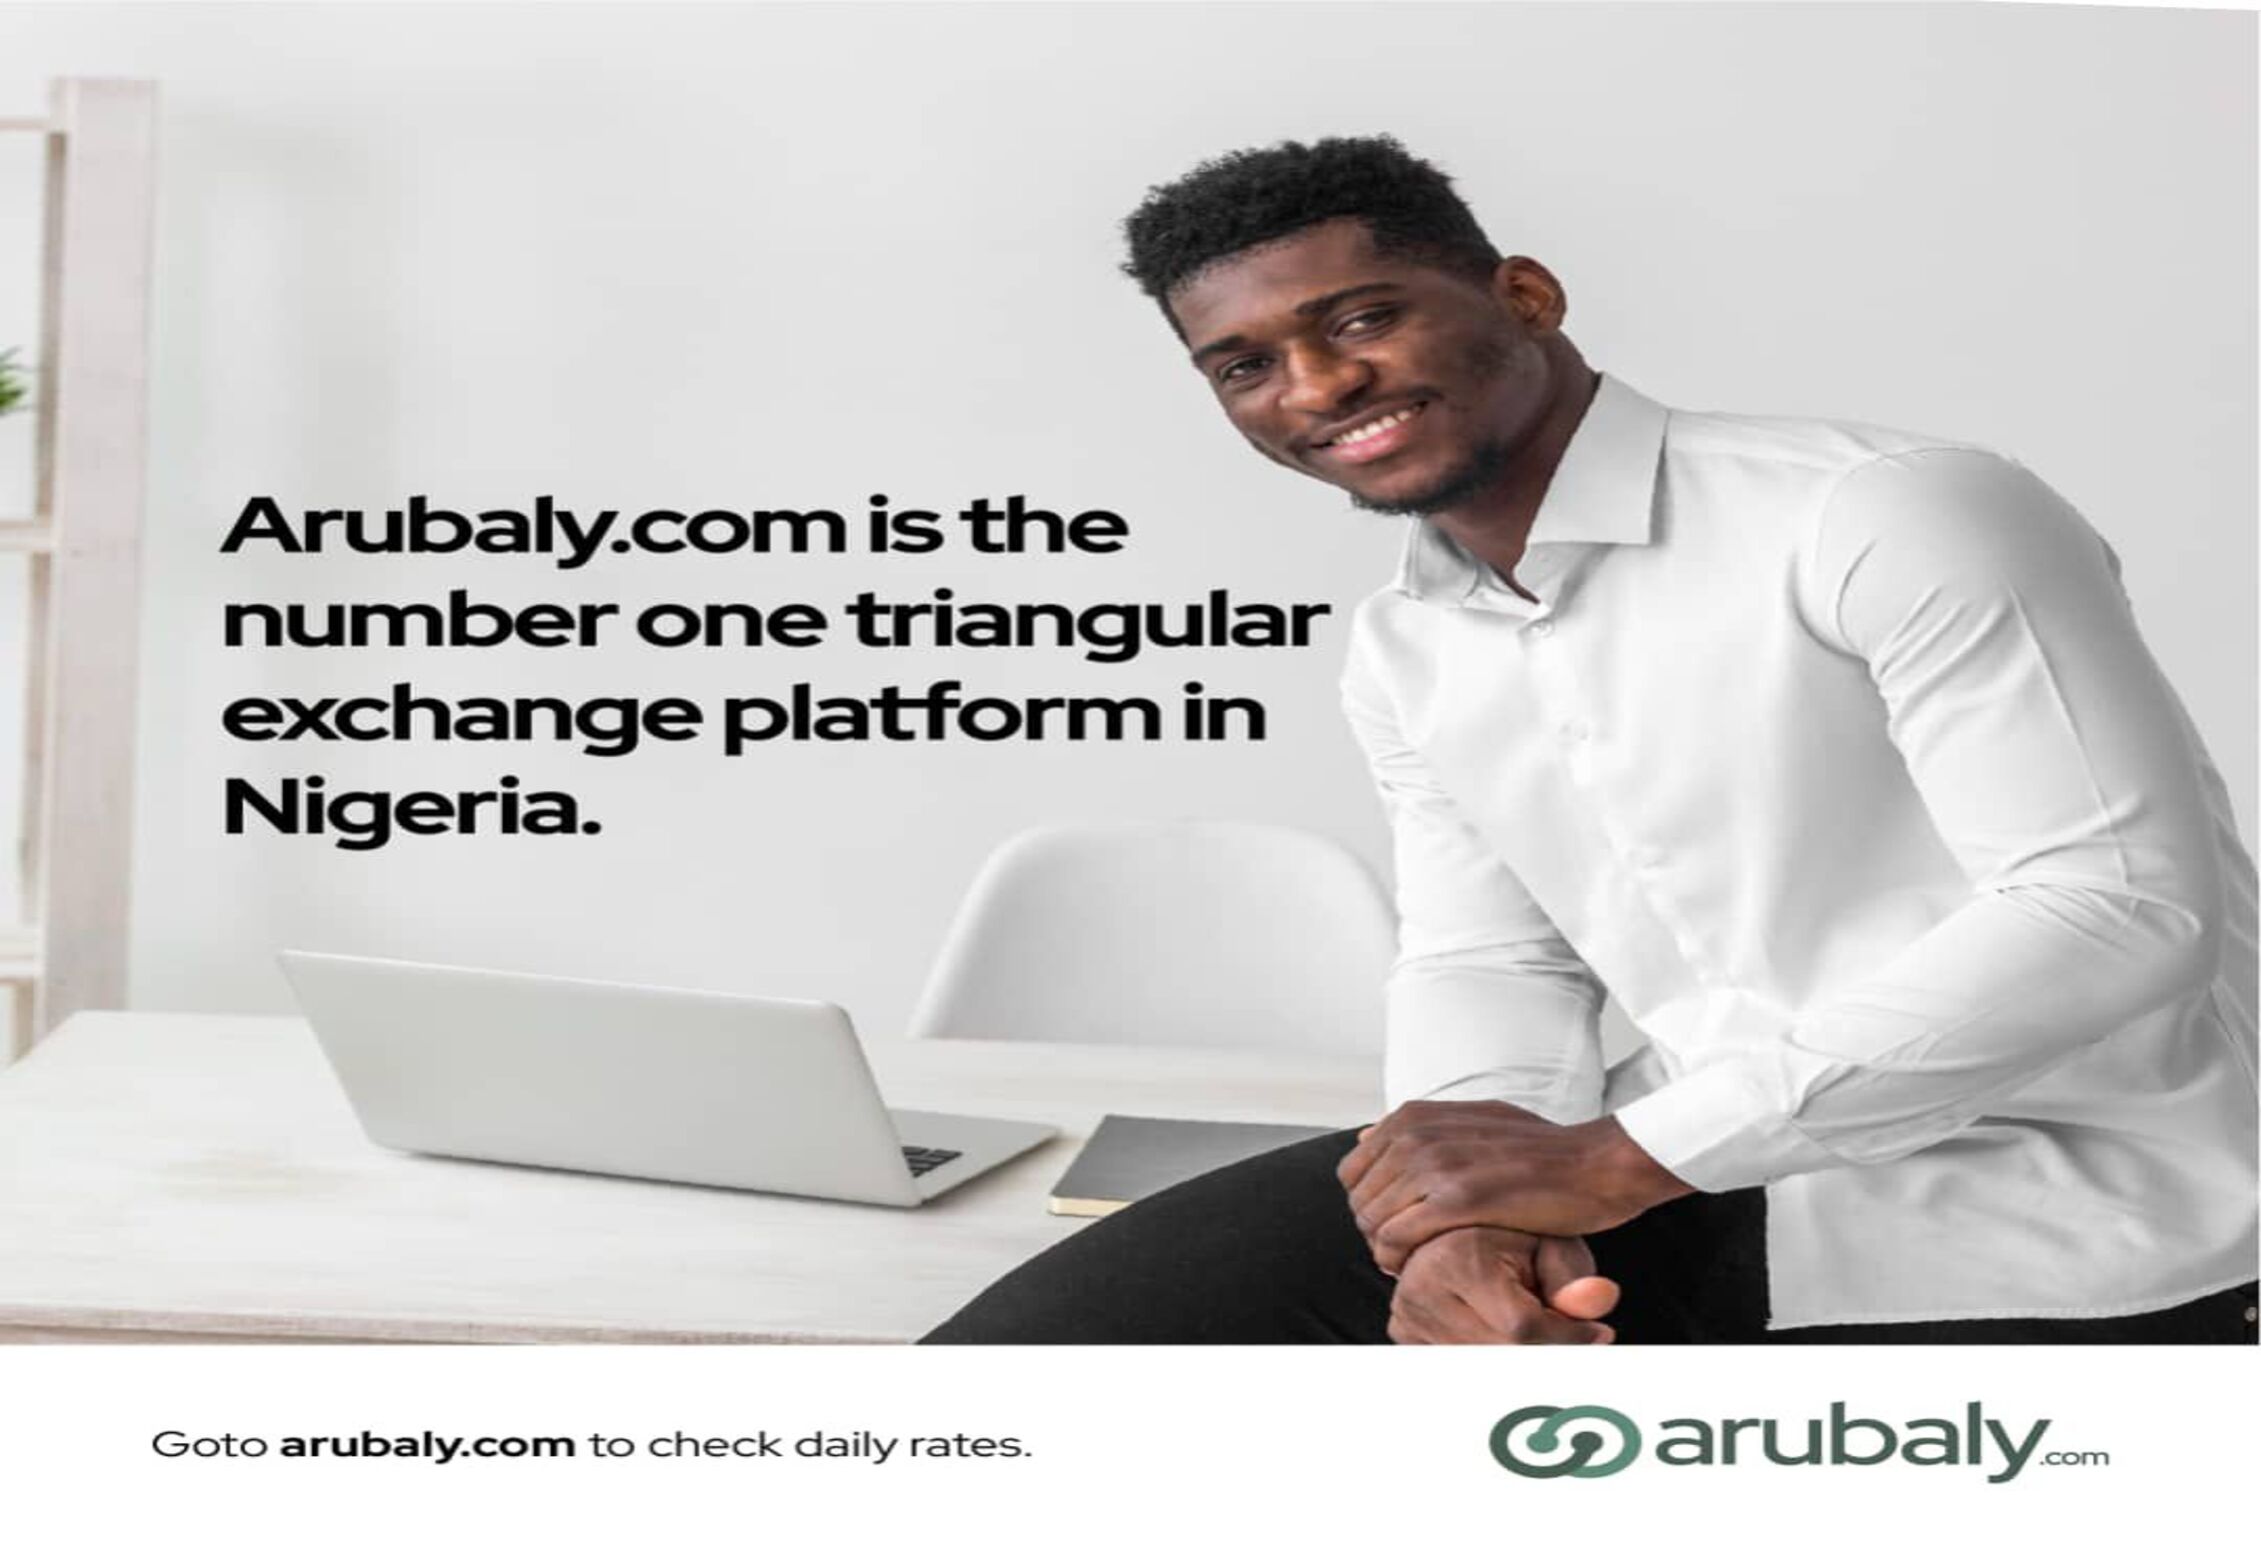 Arubaly.com is the
number one triangular
exchange platform in
Nigeria.
Goto arubaly.com to check daily rates.
arubaly.com